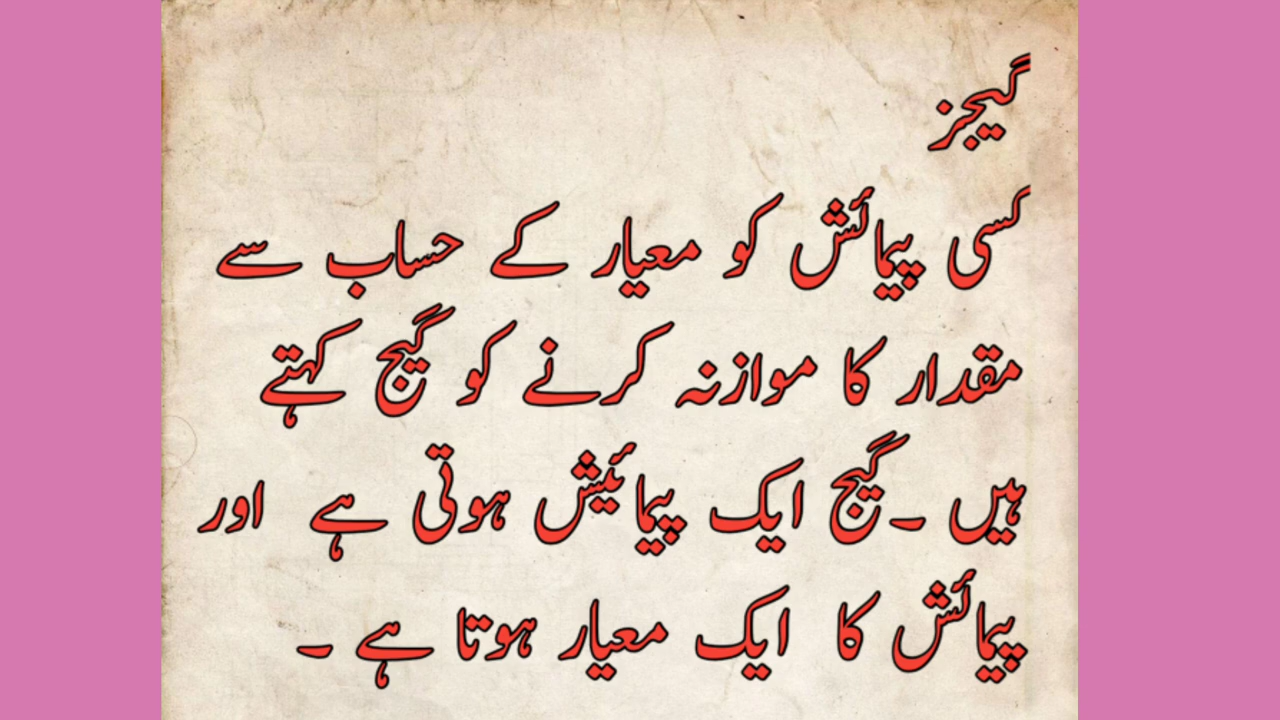 گیجز
کسی پیمائش کو معیار کے حساب سے
مقدار کا موازنہ کرنے کو گیج کہتے
ہیں ۔گیج ایک پیمائیش ہوتی ہے اور
پیمائش کا ایک معیار ہوتا ہے ۔